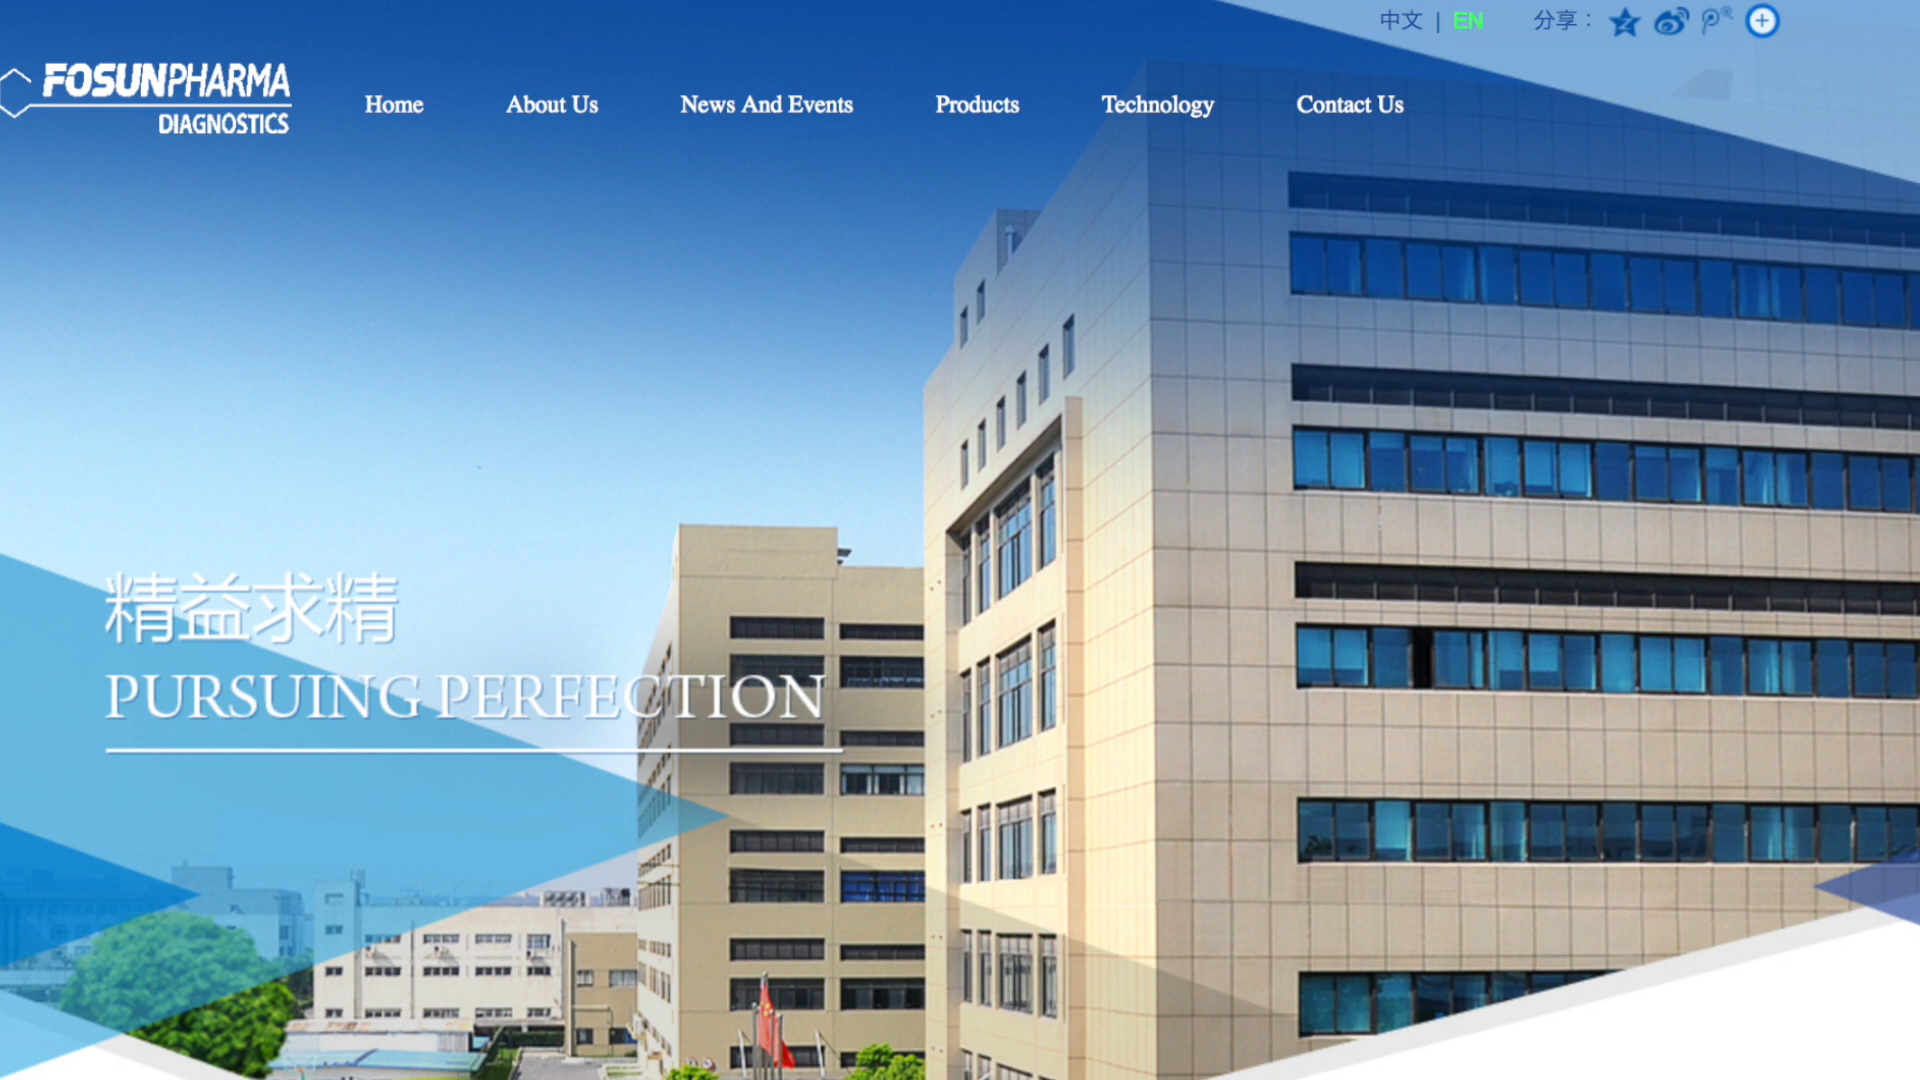 中文 | EN 分享：
FOSUNPHARMA
DIAGNOSTICS
Home About Us News And Events Products Technology Contact Us
精益求精
PURSUING PERFECTION